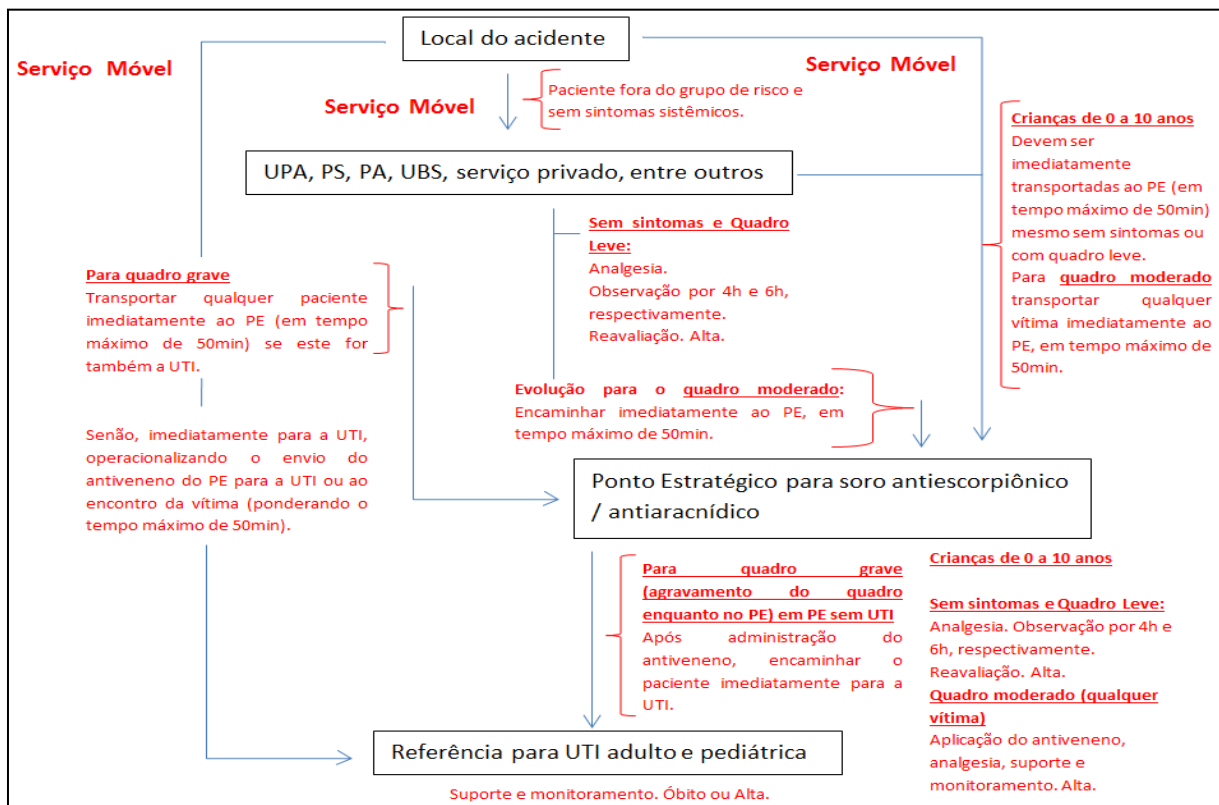 Local do acidente
Serviço Móvel
Serviço Móvel
Serviço Móvel
Paciente fora do grupo de risco e
sem sintomas sistêmicos.
UPA, PS, PA, UBS, serviço privado, entre outros
Crianças de 0 a 10 anos
Devem ser
imediatamente
transportadas ao PE (em
tempo máximo de 50min)
mesmo sem sintomas ou
com quadro leve.
Para quadro moderado
transportar qualquer
vítima imediatamente ao
PE, em tempo máximo de
50min.
Sem sintomas e Quadro
Leve:
Analgesia.
Observação por 4h e 6h,
respectivamente.
Reavaliação. Alta.
Para quadro grave
Transportar qualquer paciente
imediatamente ao PE (em tempo
máximo de 50min) se este for
também a UTI.
Evolução para o quadro moderado:
Encaminhar imediatamente ao PE, em
tempo máximo de 50min.
Senão, imediatamente para a UTI,
operacionalizando o envio do
antiveneno do PE para a UTI ou ao
encontro da vítima (ponderando o
tempo máximo de 50min).
Ponto Estratégico para soro antiescorpiônico
/ antiaracnídico
Para quadro grave
(agravamento do quadro
enquanto no PE) em PE sem UTI
Após administração do
antiveneno, encaminhar o
paciente imediatamente para a
UTI.
Crianças de 0 a 10 anos
Sem sintomas e Quadro Leve:
Analgesia. Observação por 4h e
6h, respectivamente.
Reavaliação. Alta.
Quadro moderado (qualquer
vítima)
Aplicação do antiveneno,
analgesia, suporte e
monitoramento. Alta.
Referência para UTI adulto e pediátrica
Suporte e monitoramento. Óbito ou Alta.